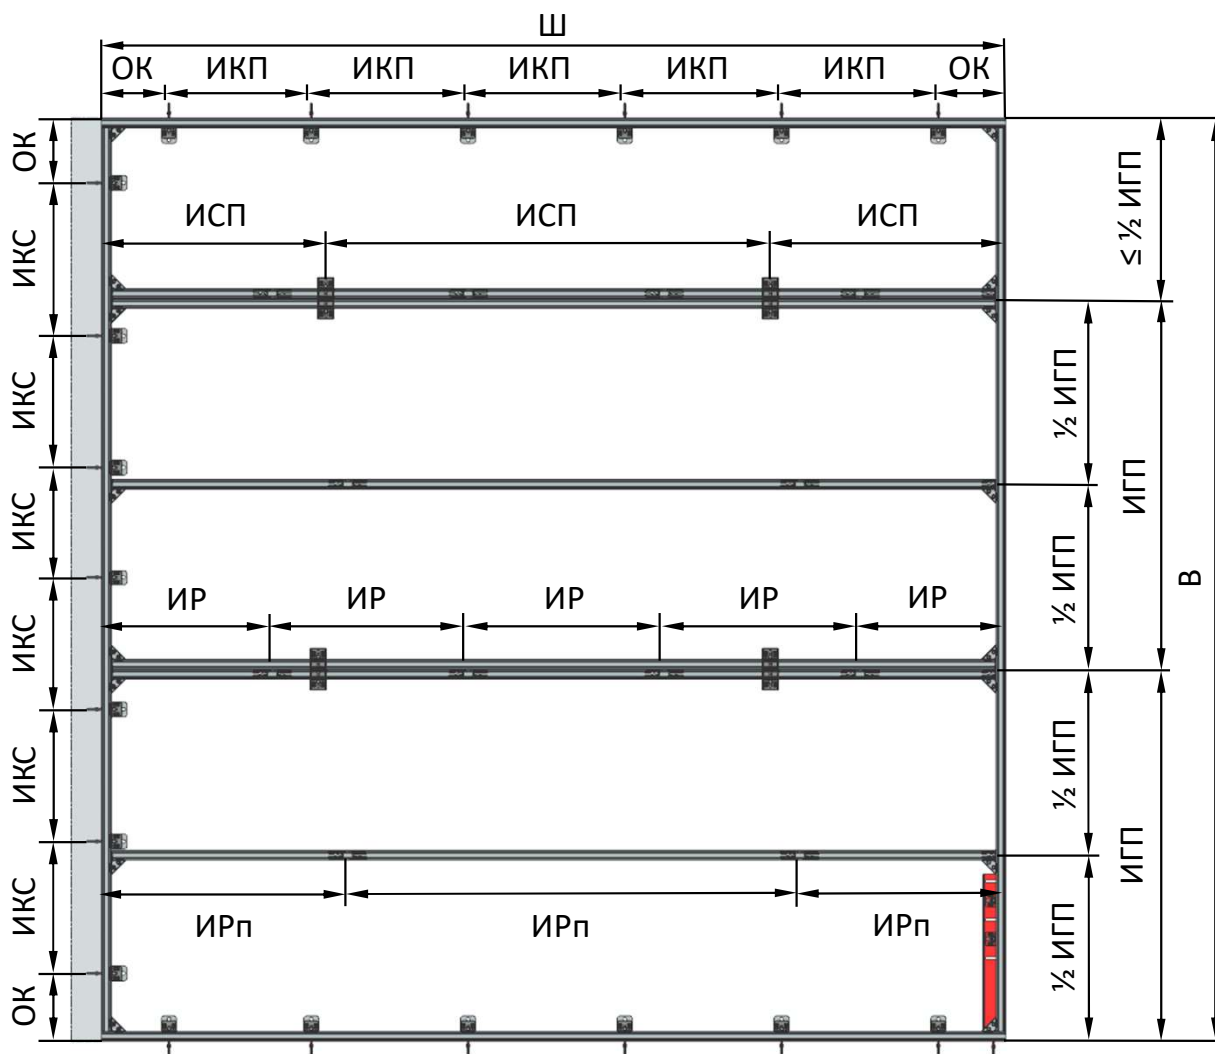 Ш
ОК ИКП ИКП ИКП ИКП ИКП ОК
ОК
ИКС
ИКС
ИКС
ИКС
ИКС
ИКС
ОК
ИСП ИСП ИСП
ИР ИР ИР ИР ИР
ИРп ИРп ИРп
≤ ½ ИГП
½ ИГП
½ ИГП
½ ИГП
½ ИГП
ИГП
ИГП
В